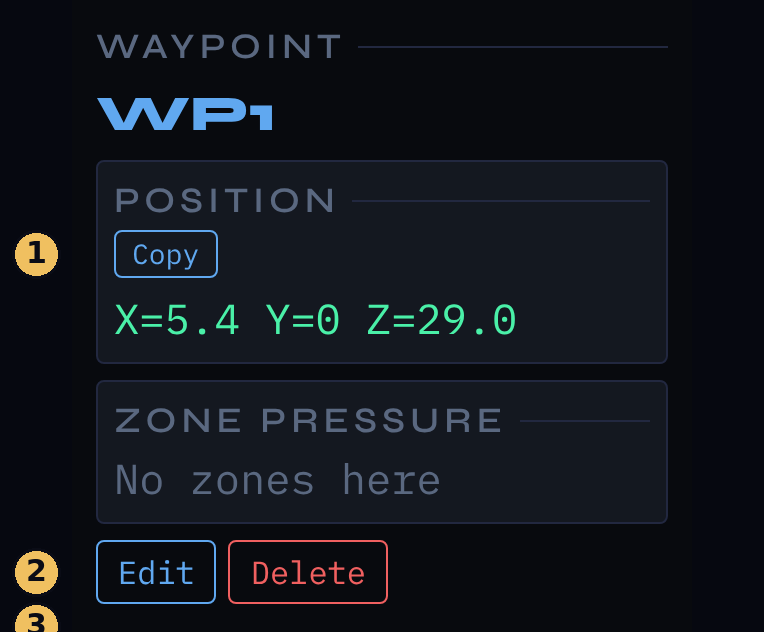 WAYPOINT
WP1
POSITION
1 Copy
X=5.4 Y=0 Z=29.0
ZONE PRESSURE
No zones here
2 Edit Delete
3